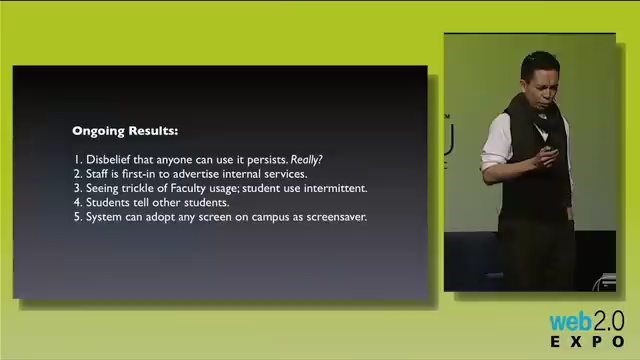 Ongoing Results:
1. Disbelief that anyone can use it persists. Really?
2. Staff is first-in to advertise internal services.
3. Seeing trickle of Faculty usage; student use intermittent.
4. Students tell other students.
5. System can adopt any screen on campus as screensaver.
web2.0
EXPO